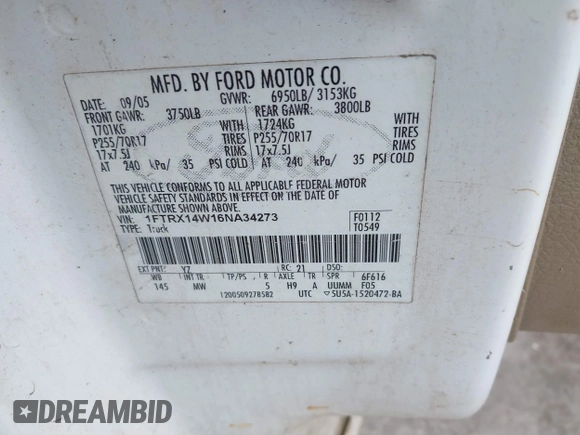 MFD. BY FORD MOTOR CO.
DATE: 09/05 GVWR: 6950LB/ 3153KG
FRONT GAWR: 3750LB REAR GAWR: 3800LB
1701KG WITH 1724KG WITH
P255/70R17 TIRES P255/70R17 TIRES
17x7.5J RIMS 17x7.5J RIMS
AT 240 kPa/ 35 PSI COLD AT 240 kPa/ 35 PSI COLD
THIS VEHICLE CONFORMS TO ALL APPLICABLE FEDERAL MOTOR
VEHICLE SAFETY STANDARDS IN EFFECT ON THE DATE OF
MANUFACTURE SHOWN ABOVE.
VIN: 1FTRX14W16NA34273 F0112
TYPE: Truck T0549
EXT PNT: Y7 RC: 21 DSO:
WB INT TR. TP/PS R AXLE TR SPR 6F616
145 MW 5 H9 A UUMM F05
1200509278582 UTC 5U5A-1520472-BA
DREAMBID